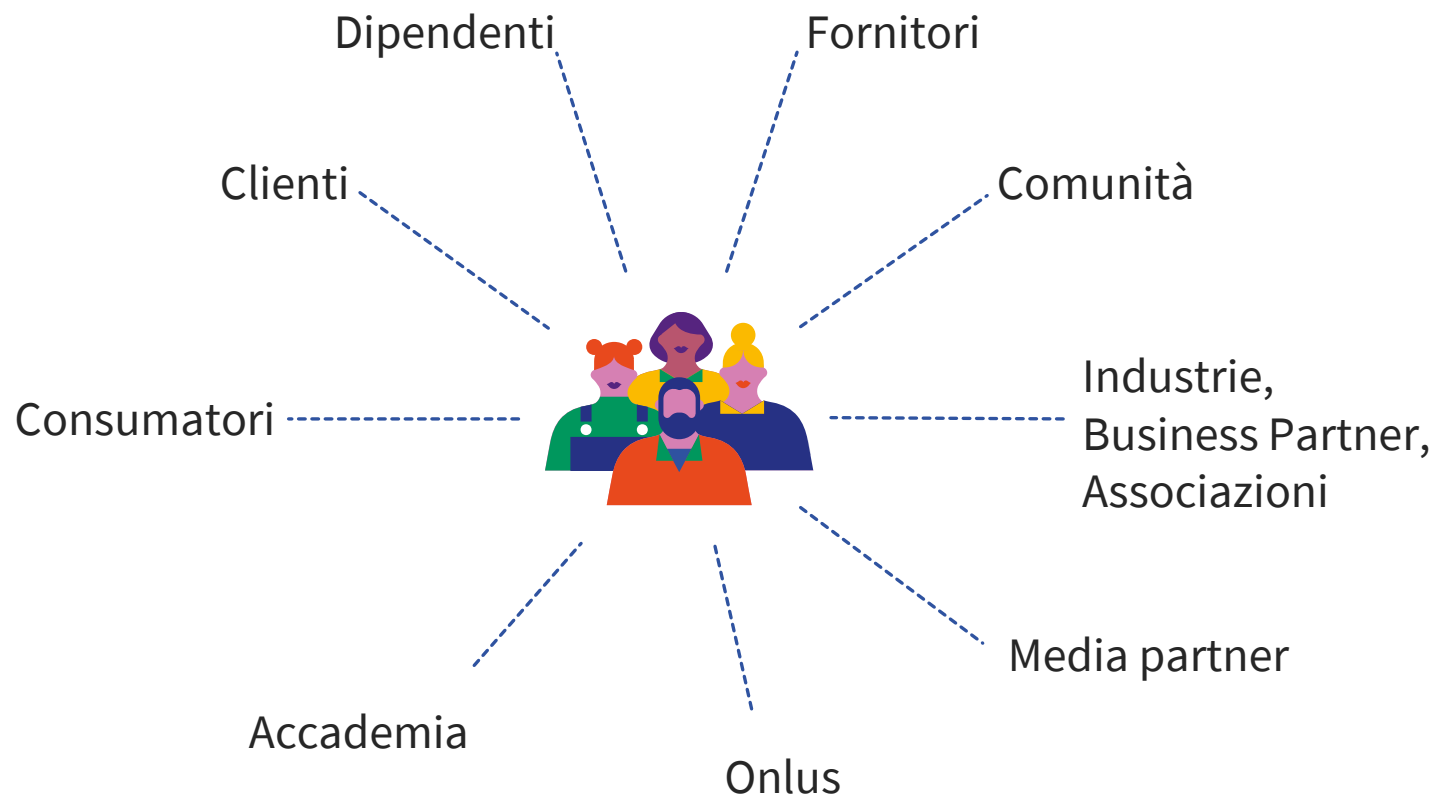 Dipendenti
Fornitori
Clienti
Comunità
Consumatori
Industrie,
Business Partner,
Associazioni
Media partner
Accademia
Onlus